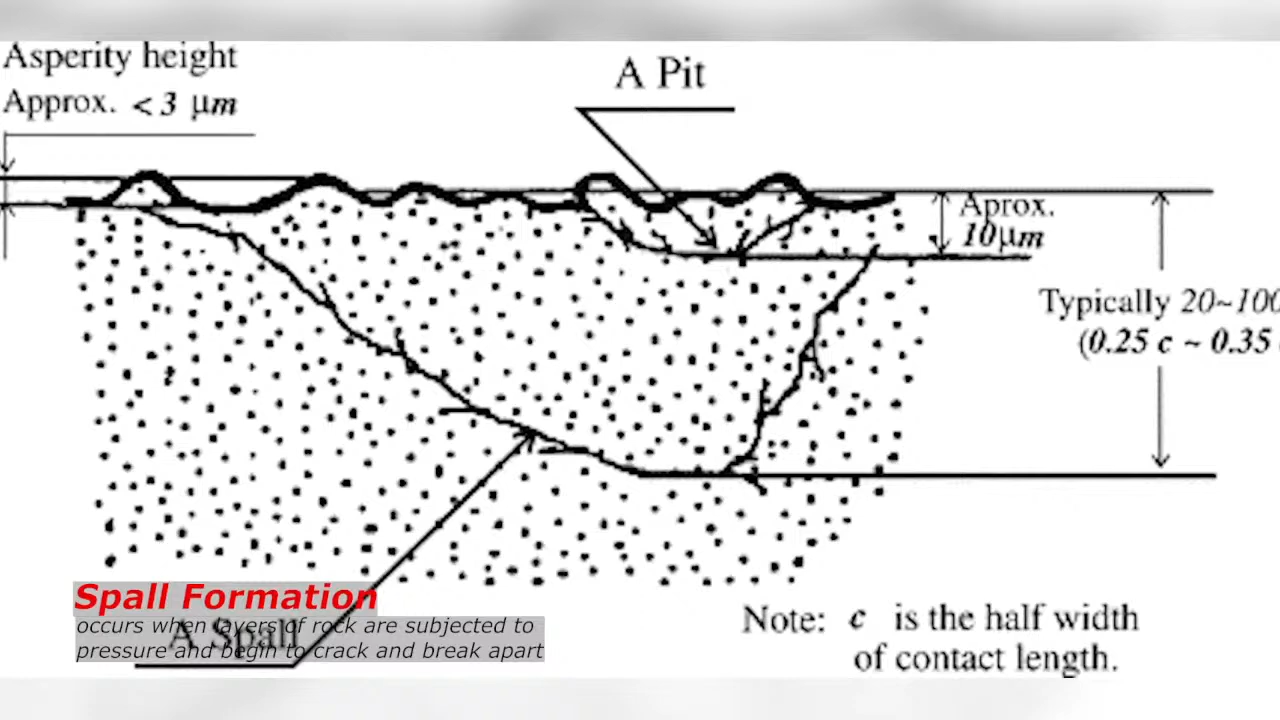 Asperity height
Approx. < 3 μm
A Pit
Aprox.
10μm
Typically 20~100
(0.25 c ~ 0.35
Spall Formation
occurs when layers of rock are subjected to
pressure and begin to crack and break apart
A Spall
Note: c is the half width
of contact length.